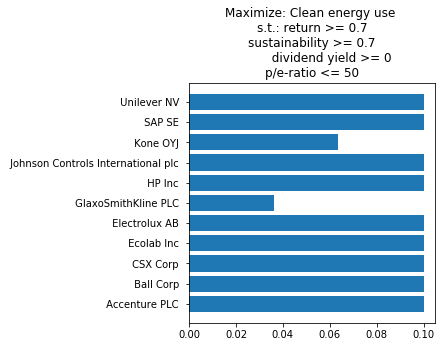 Maximize: Clean energy use
s.t.: return >= 0.7
sustainability >= 0.7
dividend yield >= 0
p/e-ratio <= 50
Unilever NV
SAP SE
Kone OYJ
Johnson Controls International plc
HP Inc
GlaxoSmithKline PLC
Electrolux AB
Ecolab Inc
CSX Corp
Ball Corp
Accenture PLC
0.00 0.02 0.04 0.06 0.08 0.10